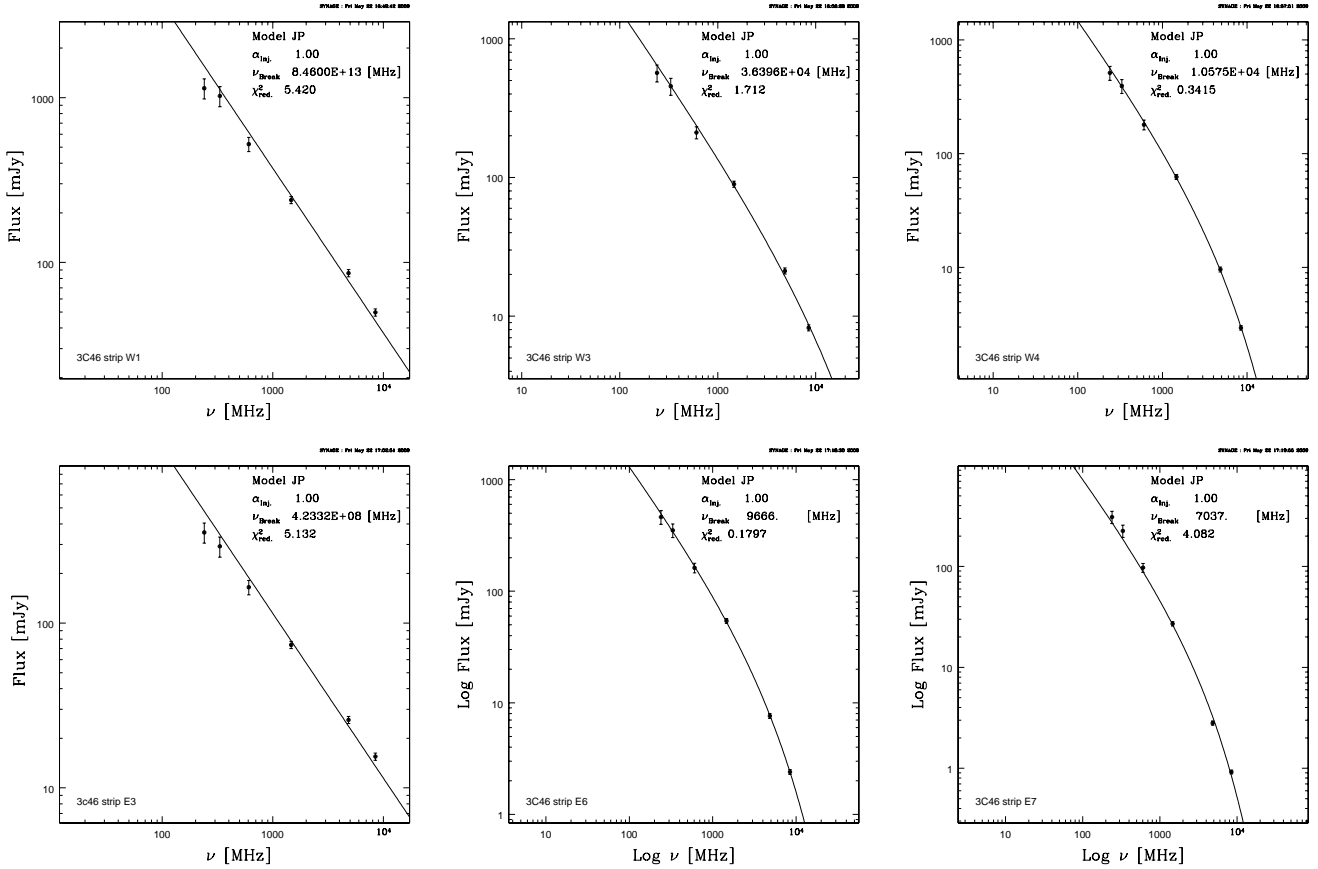 Model JP
αinj. 1.00
νBreak 8.4600E+13 [MHz]
χ²red. 5.420
1000
100
Flux [mJy]
3C46 strip W1
100 1000 10⁴
ν [MHz]
Model JP
αinj. 1.00
νBreak 3.6396E+04 [MHz]
χ²red. 1.712
1000
100
10
Flux [mJy]
3C46 strip W3
10 100 1000 10⁴
ν [MHz]
Model JP
αinj. 1.00
νBreak 1.0575E+04 [MHz]
χ²red. 0.3415
1000
100
10
Flux [mJy]
3C46 strip W4
10 100 1000 10⁴
ν [MHz]
Model JP
αinj. 1.00
νBreak 4.2332E+08 [MHz]
χ²red. 5.132
100
10
Flux [mJy]
3c46 strip E3
100 1000 10⁴
ν [MHz]
Model JP
αinj. 1.00
νBreak 9666. [MHz]
χ²red. 0.1797
1000
100
10
1
Log Flux [mJy]
3C46 strip E6
10 100 1000 10⁴
Log ν [MHz]
Model JP
αinj. 1.00
νBreak 7037. [MHz]
χ²red. 4.082
100
10
1
Log Flux [mJy]
3C46 strip E7
10 100 1000 10⁴
Log ν [MHz]